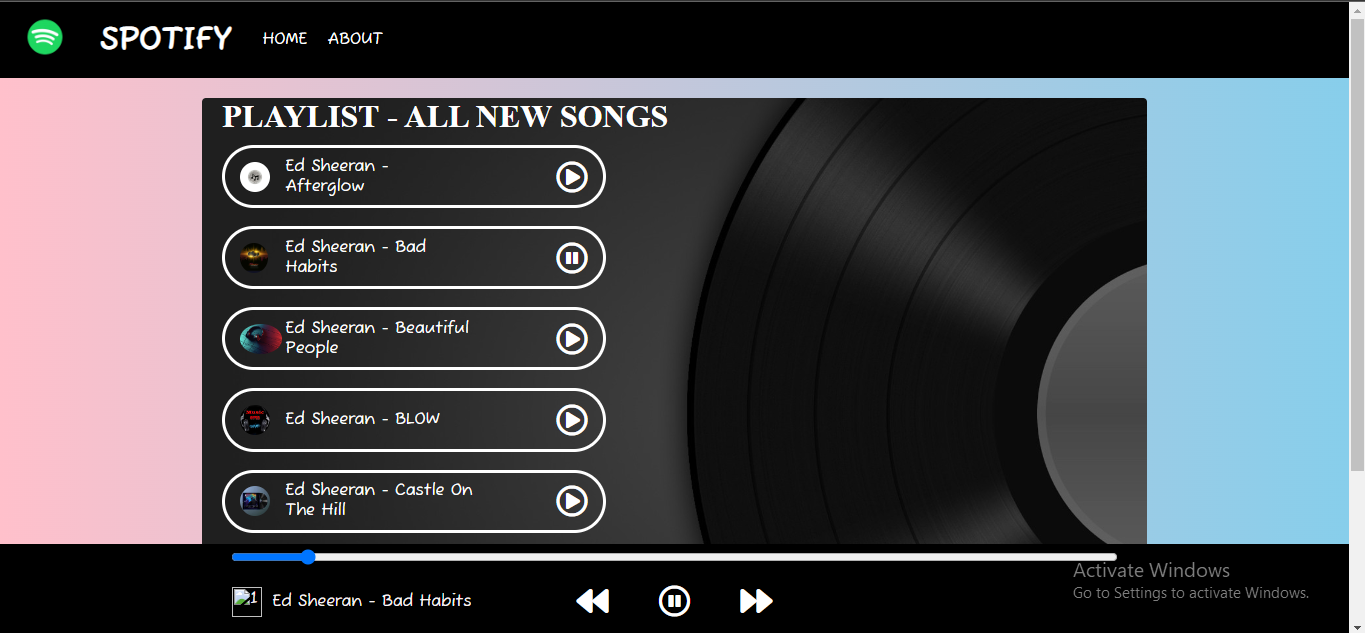 SPOTIFY HOME ABOUT
PLAYLIST - ALL NEW SONGS
Ed Sheeran -
Afterglow
Ed Sheeran - Bad
Habits
Ed Sheeran - Beautiful
People
Ed Sheeran - BLOW
Ed Sheeran - Castle On
The Hill
1 Ed Sheeran - Bad Habits
Activate Windows
Go to Settings to activate Windows.